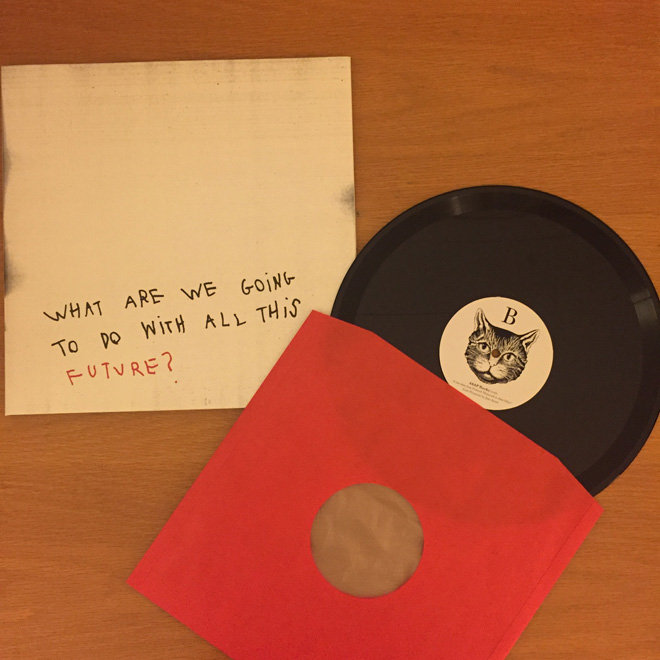 WHAT ARE WE GOING
TO DO WITH ALL THIS
FUTURE?
B